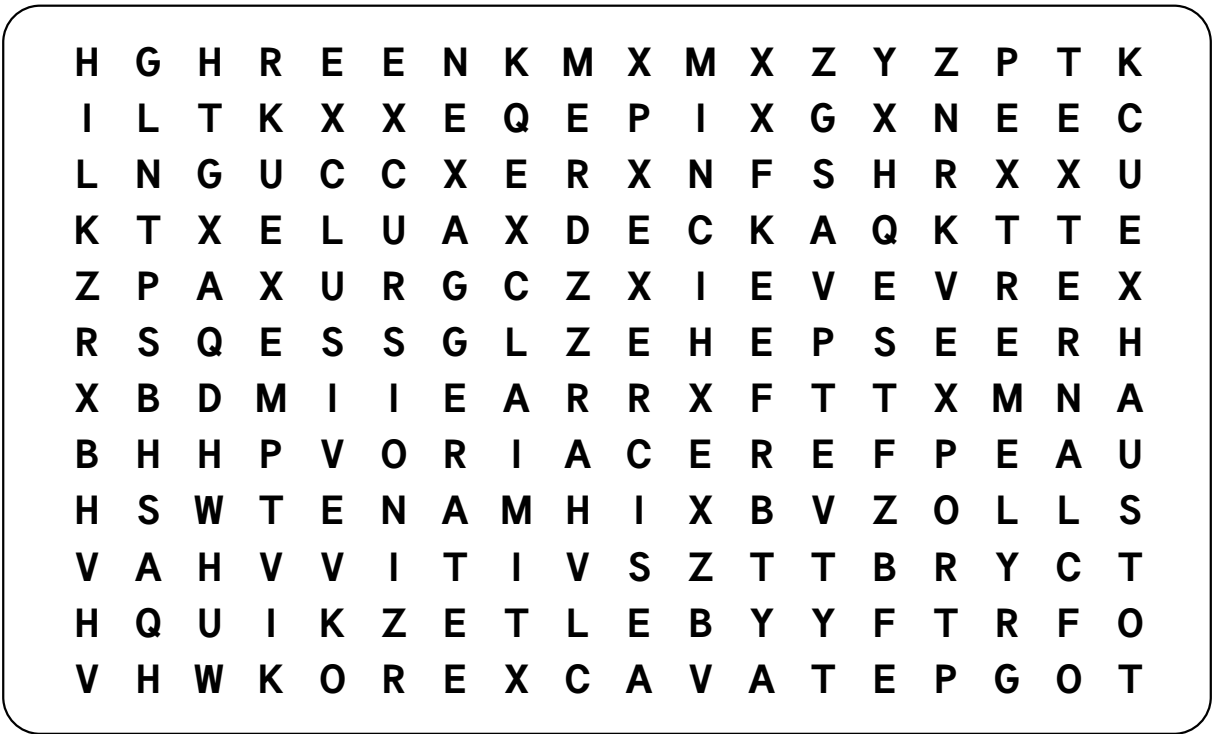 H G H R E E N K M X M X Z Y Z P T K
I L T K X X E Q E P I X G X N E E C
L N G U C C X E R X N F S H R X X U
K T X E L U A X D E C K A Q K T T E
Z P A X U R G C Z X I E V E V R E X
R S Q E S S G L Z E H E P S E E R H
X B D M I I E A R R X F T T X M N A
B H H P V O R I A C E R E F P E A U
H S W T E N A M H I X B V Z O L L S
V A H V V I T I V S Z T T B R Y C T
H Q U I K Z E T L E B Y Y F T R F O
V H W K O R E X C A V A T E P G O T